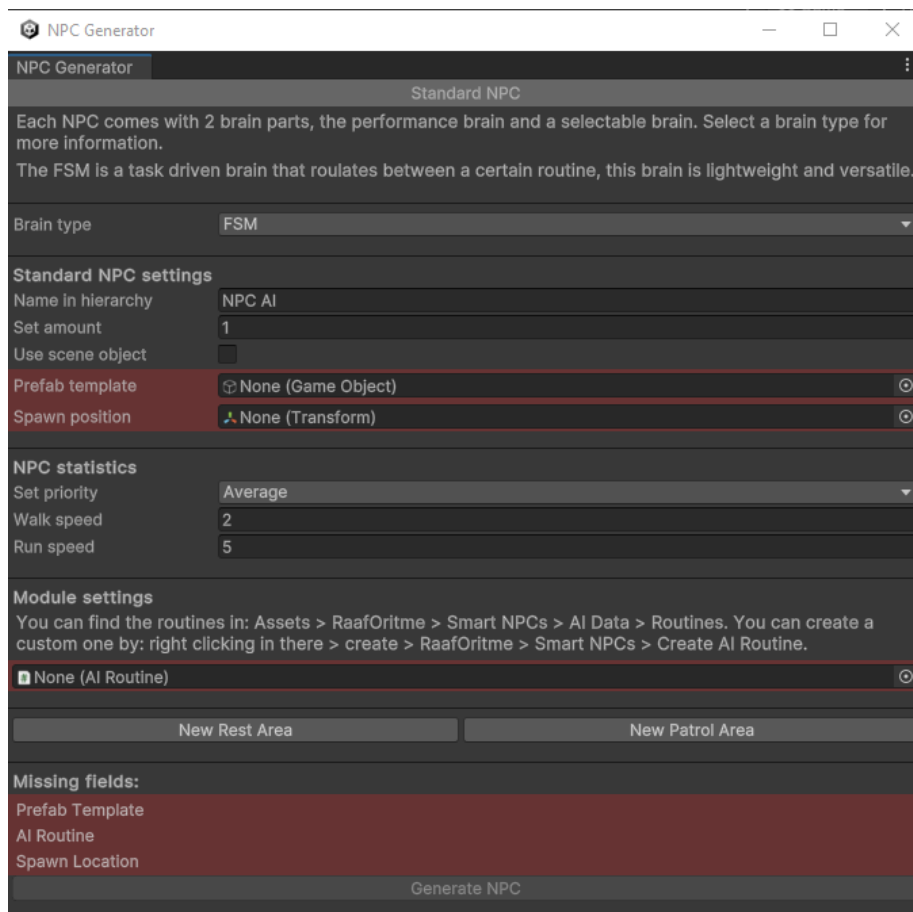 NPC Generator
NPC Generator
Standard NPC
Each NPC comes with 2 brain parts, the performance brain and a selectable brain. Select a brain type for
more information.
The FSM is a task driven brain that roulates between a certain routine, this brain is lightweight and versatile.
Brain type FSM
Standard NPC settings
Name in hierarchy NPC AI
Set amount 1
Use scene object
Prefab template None (Game Object)
Spawn position None (Transform)
NPC statistics
Set priority Average
Walk speed 2
Run speed 5
Module settings
You can find the routines in: Assets > RaafOritme > Smart NPCs > AI Data > Routines. You can create a
custom one by: right clicking in there > create > RaafOritme > Smart NPCs > Create AI Routine.
None (AI Routine)
New Rest Area New Patrol Area
Missing fields:
Prefab Template
AI Routine
Spawn Location
Generate NPC